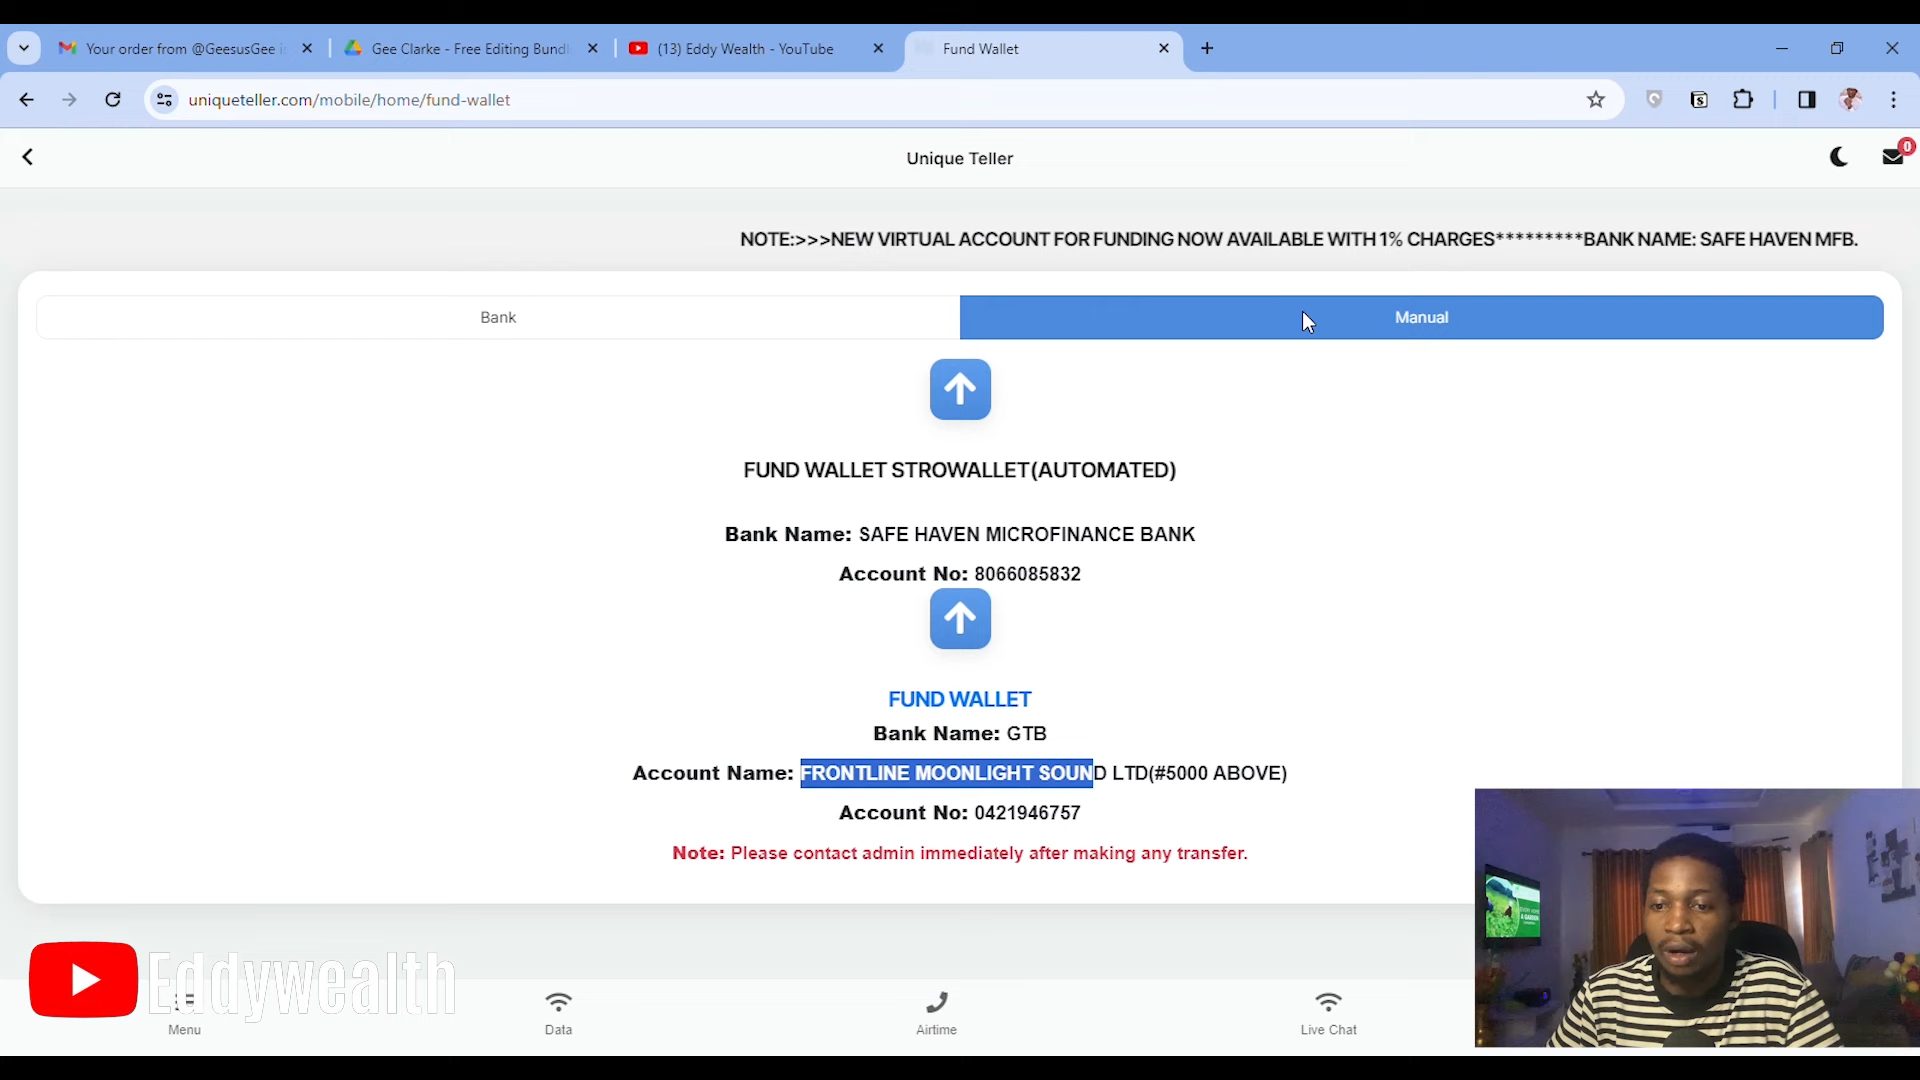 Your order from @GeesusGee i
Gee Clarke - Free Editing Bundl
(13) Eddy Wealth - YouTube
Fund Wallet
uniqueteller.com/mobile/home/fund-wallet
Unique Teller
0
NOTE:>>>NEW VIRTUAL ACCOUNT FOR FUNDING NOW AVAILABLE WITH 1% CHARGES*********BANK NAME: SAFE HAVEN MFB.
Bank
Manual
FUND WALLET STROWALLET(AUTOMATED)
Bank Name: SAFE HAVEN MICROFINANCE BANK
Account No: 8066085832
FUND WALLET
Bank Name: GTB
Account Name: FRONTLINE MOONLIGHT SOUND LTD(#5000 ABOVE)
Account No: 0421946757
Note: Please contact admin immediately after making any transfer.
Eddywealth
Menu
Data
Airtime
Live Chat